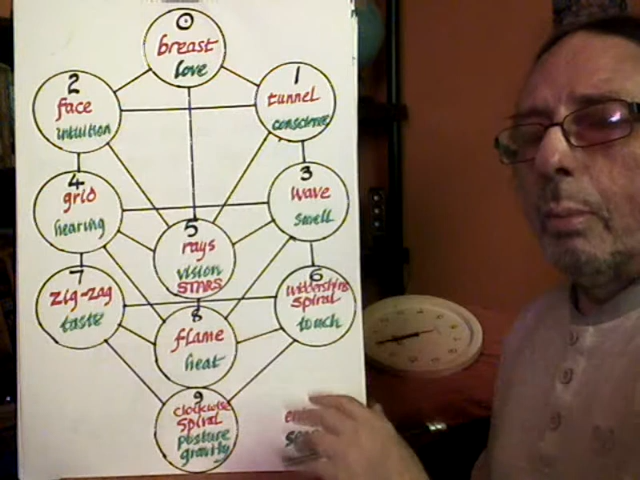 0
breast
love
2
face
intuition
1
tunnel
conscience
4
grid
hearing
3
wave
smell
5
rays
vision
STARS
7
zig-zag
taste
6
widdershins
spiral
touch
8
flame
heat
9
clockwise
spiral
posture
gravity